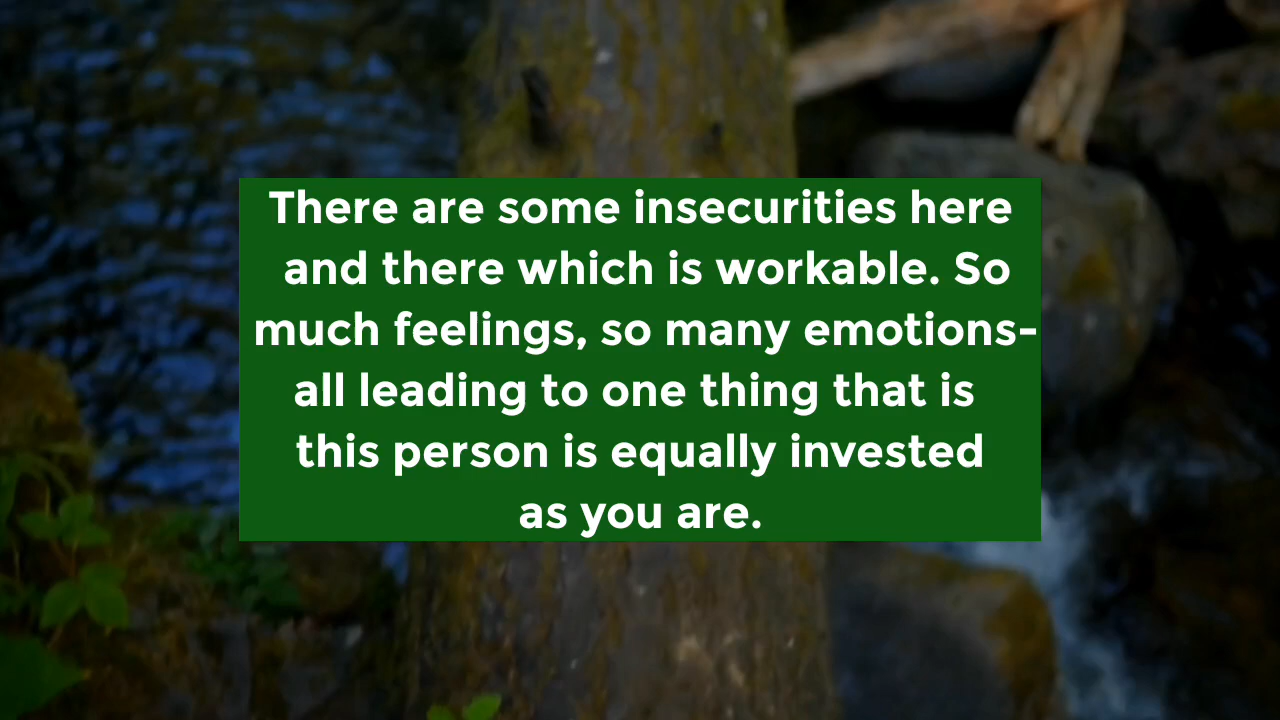 There are some insecurities here
and there which is workable. So
much feelings, so many emotions-
all leading to one thing that is
this person is equally invested
as you are.